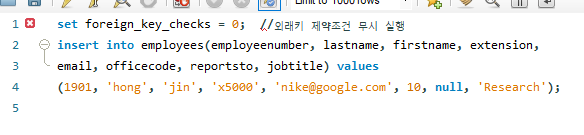 Limit to 1000 rows
1 set foreign_key_checks = 0; //외래키 제약조건 무시 실행
2 insert into employees(employeenumber, lastname, firstname, extension,
3 email, officecode, reportsto, jobtitle) values
4 (1901, 'hong', 'jin', 'x5000', 'nike@google.com', 10, null, 'Research');